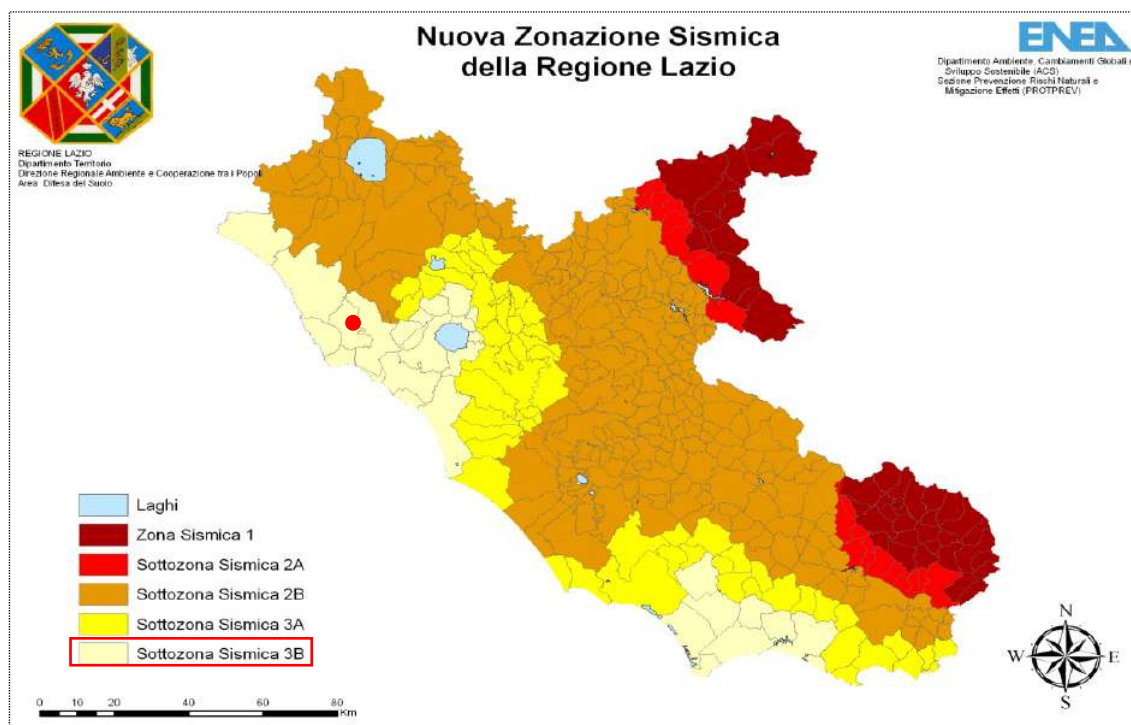 Nuova Zonazione Sismica
della Regione Lazio
ENEA
Dipartimento Ambiente, Cambiamenti Globali e
Sviluppo Sostenibile (ACS)
Sezione Prevenzione Rischi Naturali e
Mitigazione Effetti (PROTPREV)
REGIONE LAZIO
Dipartimento Territorio
Direzione Regionale Ambiente e Cooperazione tra i Popoli
Area Difesa del Suolo
Laghi
Zona Sismica 1
Sottozona Sismica 2A
Sottozona Sismica 2B
Sottozona Sismica 3A
Sottozona Sismica 3B
0 10 20 40 60 80
Km
N
W E
S